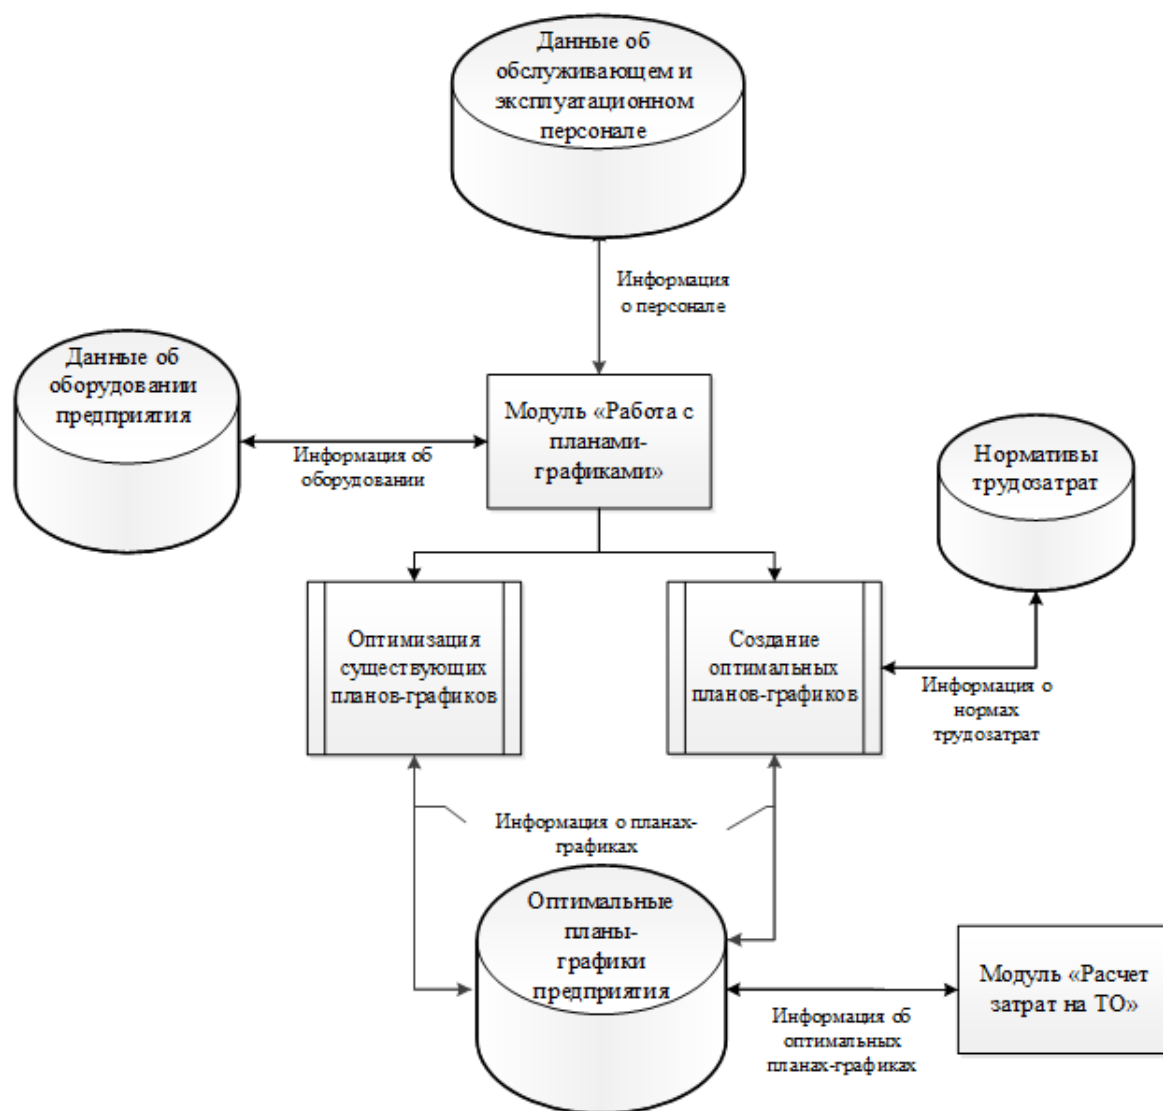 Данные об
обслуживающем и
эксплуатационном
персонале
Информация
о персонале
Данные об
оборудовании
предприятия
Информация об
оборудовании
Модуль «Работа с
планами-
графиками»
Нормативы
трудозатрат
Оптимизация
существующих
планов-графиков
Создание
оптимальных
планов-графиков
Информация о
нормах
трудозатрат
Информация о планах-
графиках
Оптимальные
планы-
графики
предприятия
Модуль «Расчет
затрат на ТО»
Информация об
оптимальных
планах-графиках